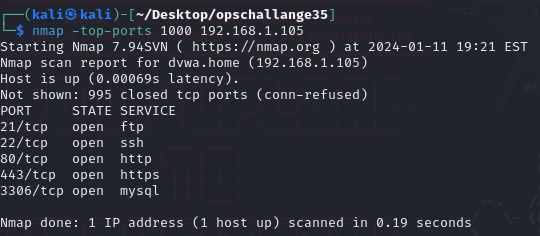 ┌──(kali㉿kali)-[~/Desktop/opschallange35]
└─$ nmap -top-ports 1000 192.168.1.105
Starting Nmap 7.94SVN ( https://nmap.org ) at 2024-01-11 19:21 EST
Nmap scan report for dvwa.home (192.168.1.105)
Host is up (0.00069s latency).
Not shown: 995 closed tcp ports (conn-refused)
PORT     STATE SERVICE
21/tcp   open  ftp
22/tcp   open  ssh
80/tcp   open  http
443/tcp  open  https
3306/tcp open  mysql
Nmap done: 1 IP address (1 host up) scanned in 0.19 seconds